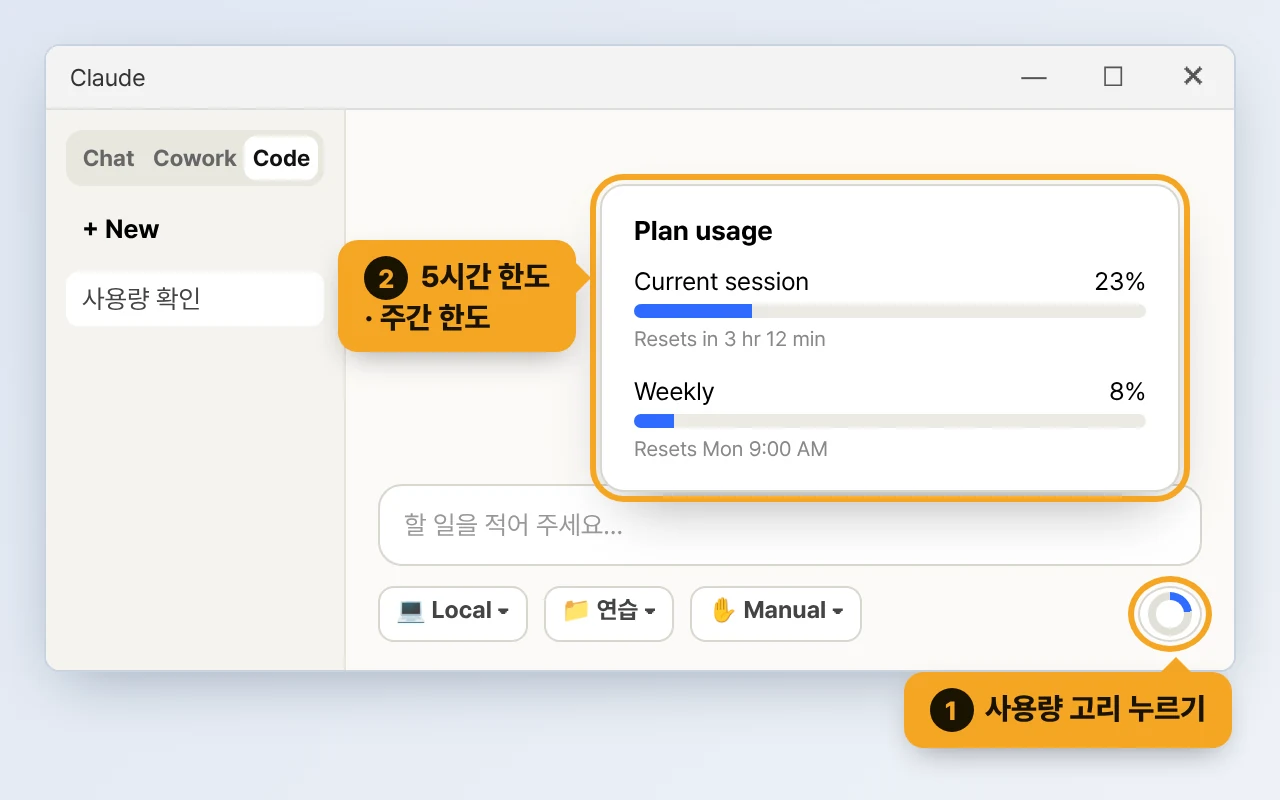 Claude
Chat Cowork Code
+ New
사용량 확인
2 5시간 한도
· 주간 한도
Plan usage
Current session 23%
Resets in 3 hr 12 min
Weekly 8%
Resets Mon 9:00 AM
할 일을 적어 주세요...
Local
연습
Manual
1 사용량 고리 누르기